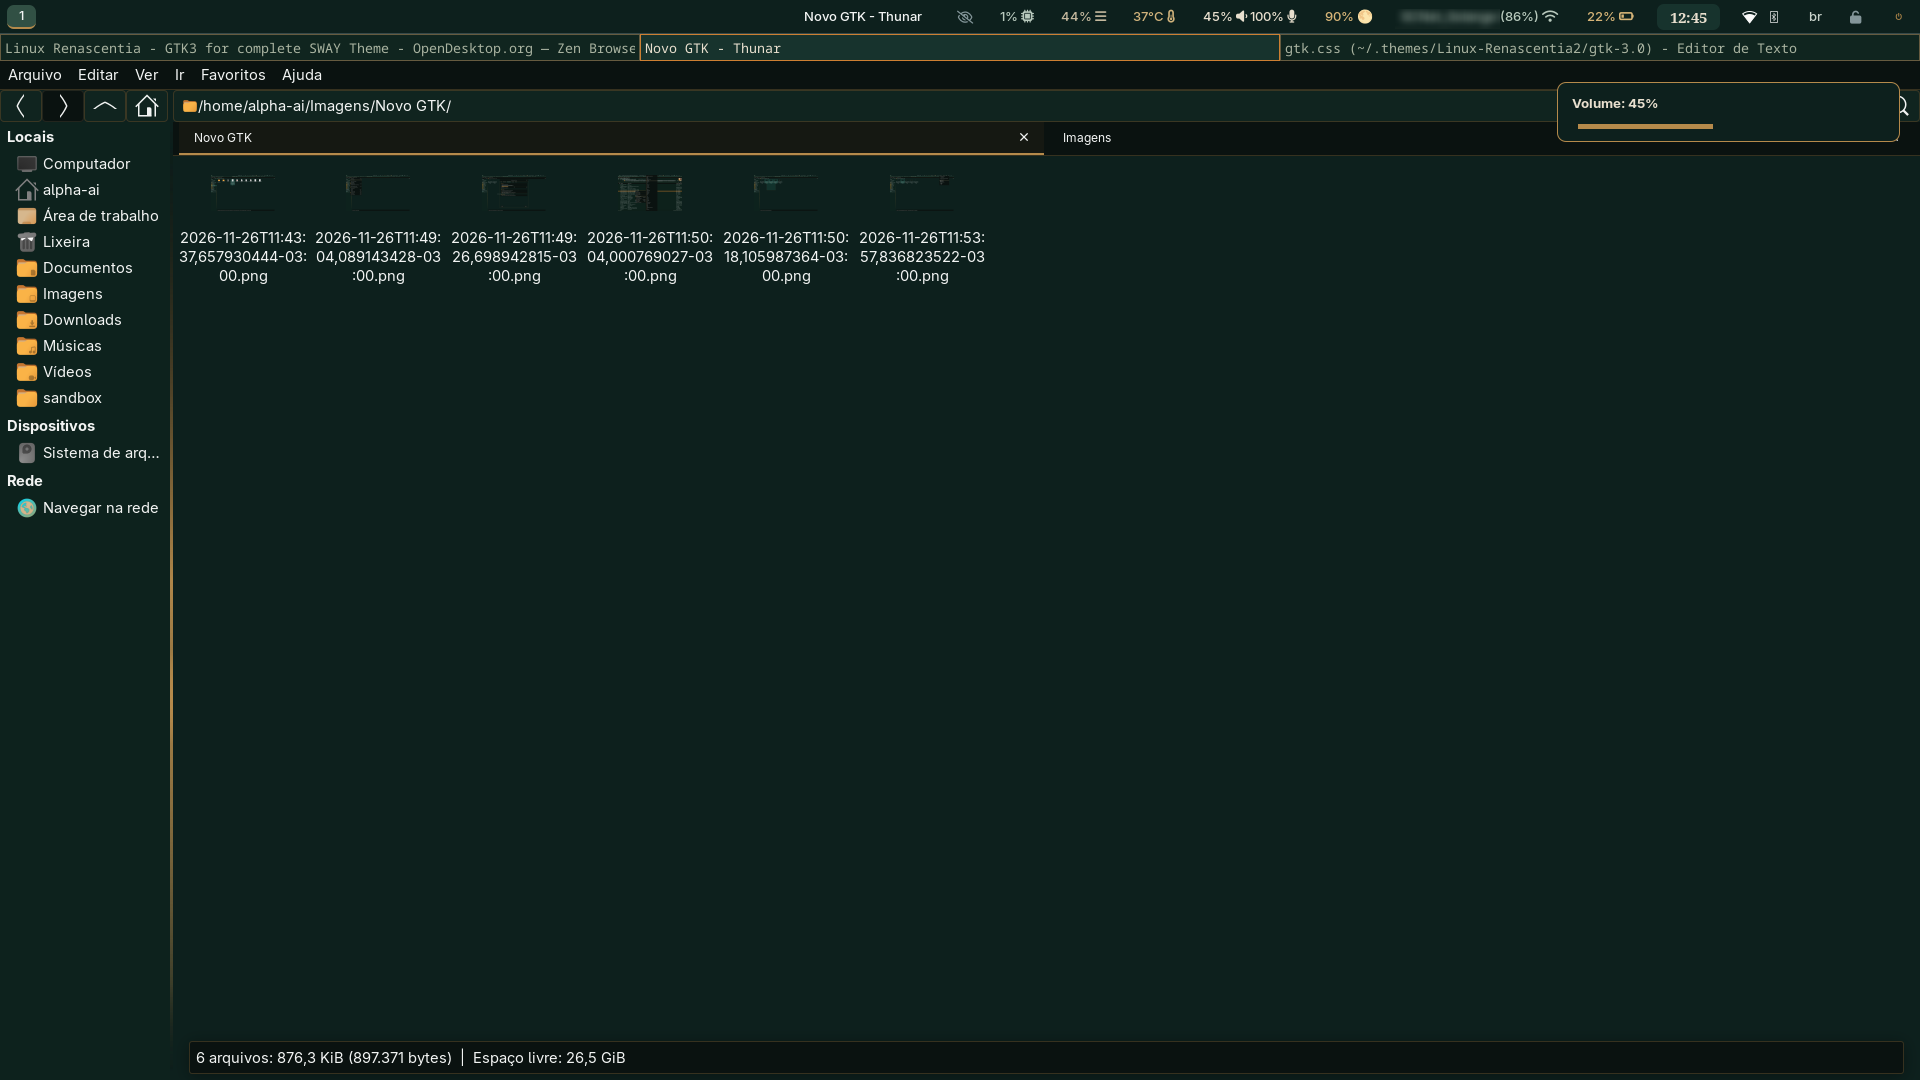 1
Novo GTK - Thunar
1%
44%
37°C
45%
100%
90%
(86%)
22%
12:45
br
Linux Renascentia - GTK3 for complete SWAY Theme - OpenDesktop.org — Zen Browse
Novo GTK - Thunar
gtk.css (~/.themes/Linux-Renascentia2/gtk-3.0) - Editor de Texto
Arquivo
Editar
Ver
Ir
Favoritos
Ajuda
/home/alpha-ai/Imagens/Novo GTK/
Volume: 45%
Locais
Computador
alpha-ai
Área de trabalho
Lixeira
Documentos
Imagens
Downloads
Músicas
Vídeos
sandbox
Dispositivos
Sistema de arq...
Rede
Navegar na rede
Novo GTK
Imagens
2026-11-26T11:43:
37,657930444-03:
00.png
2026-11-26T11:49:
04,089143428-03
:00.png
2026-11-26T11:49:
26,698942815-03
:00.png
2026-11-26T11:50:
04,000769027-03
:00.png
2026-11-26T11:50:
18,105987364-03:
00.png
2026-11-26T11:53:
57,836823522-03
:00.png
6 arquivos: 876,3 KiB (897.371 bytes) | Espaço livre: 26,5 GiB